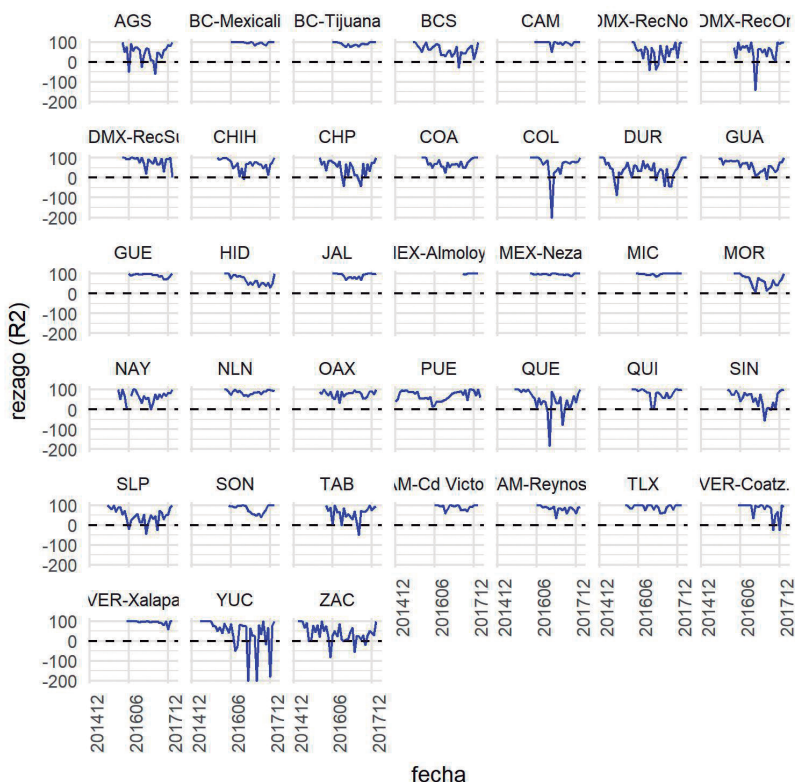 AGS BC-Mexicali BC-Tijuana BCS CAM DMX-RecNo DMX-RecOr
100
0
-100
-200
DMX-RecSu CHIH CHP COA COL DUR GUA
100
0
-100
-200
GUE HID JAL IEX-Almoloy MEX-Neza MIC MOR
100
0
-100
-200
NAY NLN OAX PUE QUE QUI SIN
100
0
-100
-200
SLP SON TAB AM-Cd Victo AM-Reynos TLX VER-Coatz.
100
0
-100
-200
VER-Xalapa YUC ZAC
100
0
-100
-200
201412 201606 201712 201412 201606 201712 201412 201606 201712 201412 201606 201712 201412 201606 201712 201412 201606 201712 201412 201606 201712
rezago (R2)
fecha